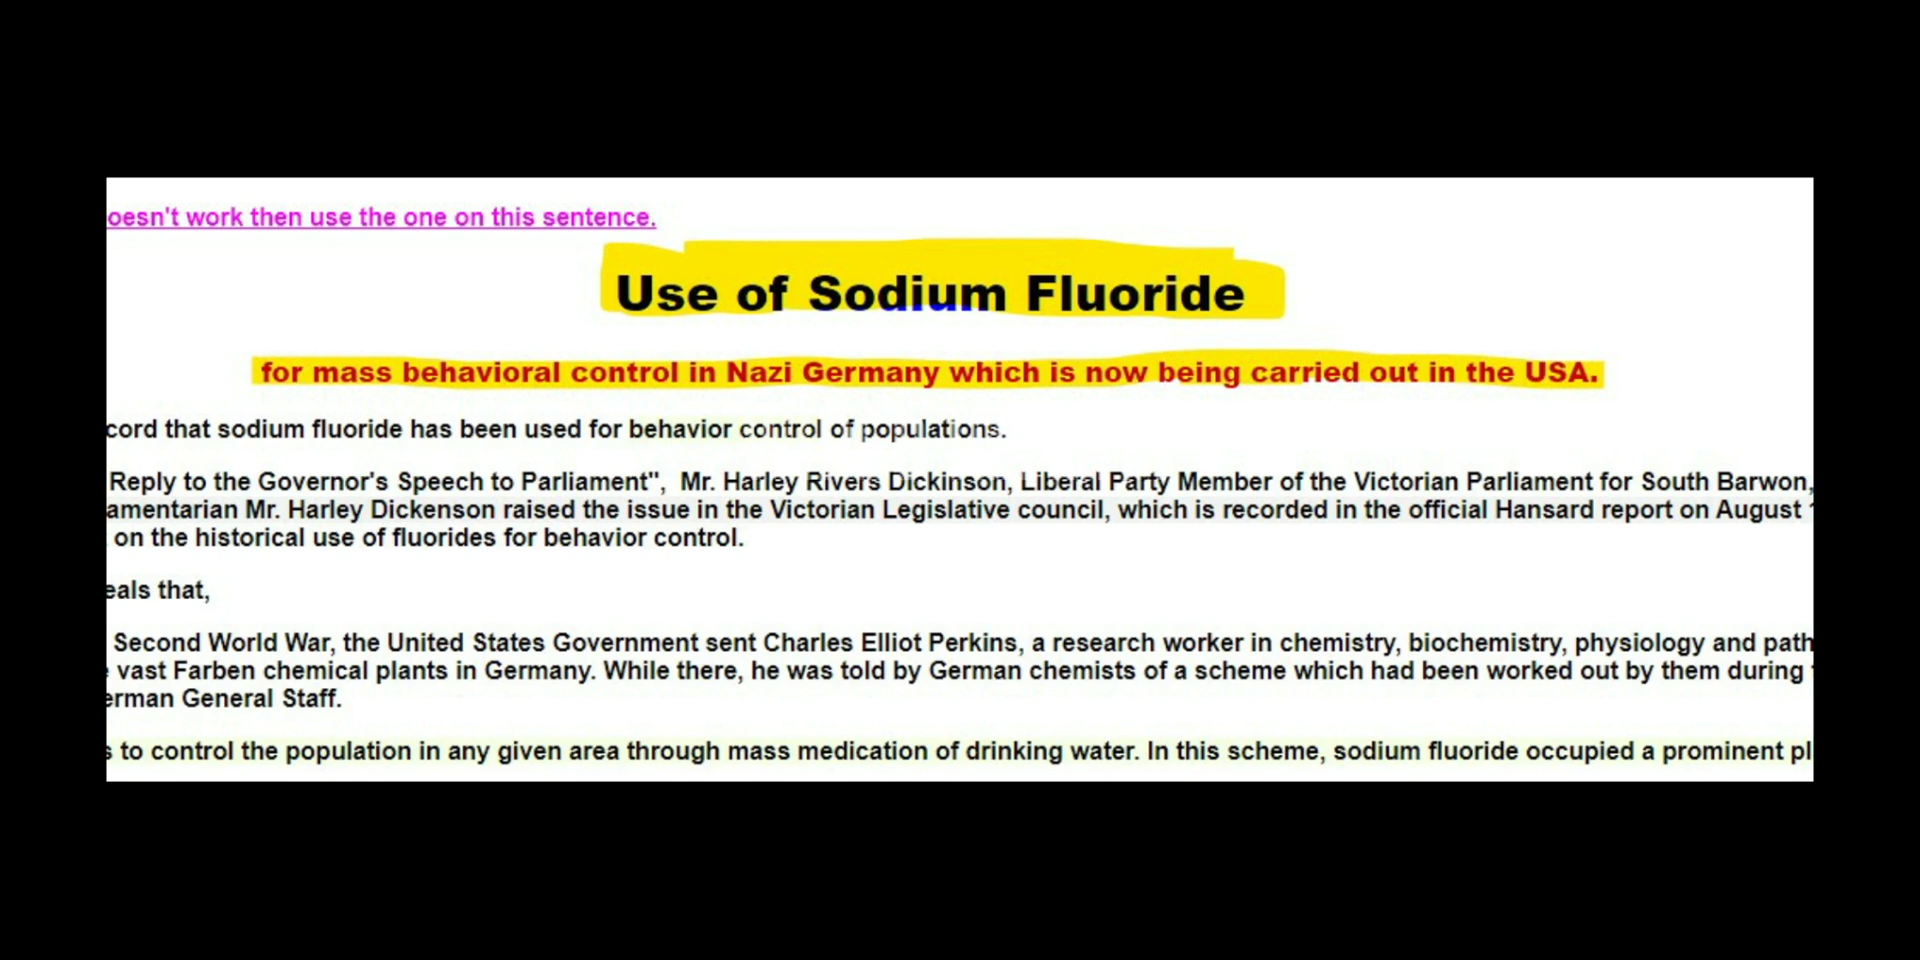 oesn't work then use the one on this sentence.
Use of Sodium Fluoride
for mass behavioral control in Nazi Germany which is now being carried out in the USA.
cord that sodium fluoride has been used for behavior control of populations.
Reply to the Governor's Speech to Parliament", Mr. Harley Rivers Dickinson, Liberal Party Member of the Victorian Parliament for South Barwon,
amentarian Mr. Harley Dickenson raised the issue in the Victorian Legislative council, which is recorded in the official Hansard report on August
on the historical use of fluorides for behavior control.
eals that,
Second World War, the United States Government sent Charles Elliot Perkins, a research worker in chemistry, biochemistry, physiology and path
vast Farben chemical plants in Germany. While there, he was told by German chemists of a scheme which had been worked out by them during
erman General Staff.
s to control the population in any given area through mass medication of drinking water. In this scheme, sodium fluoride occupied a prominent pl